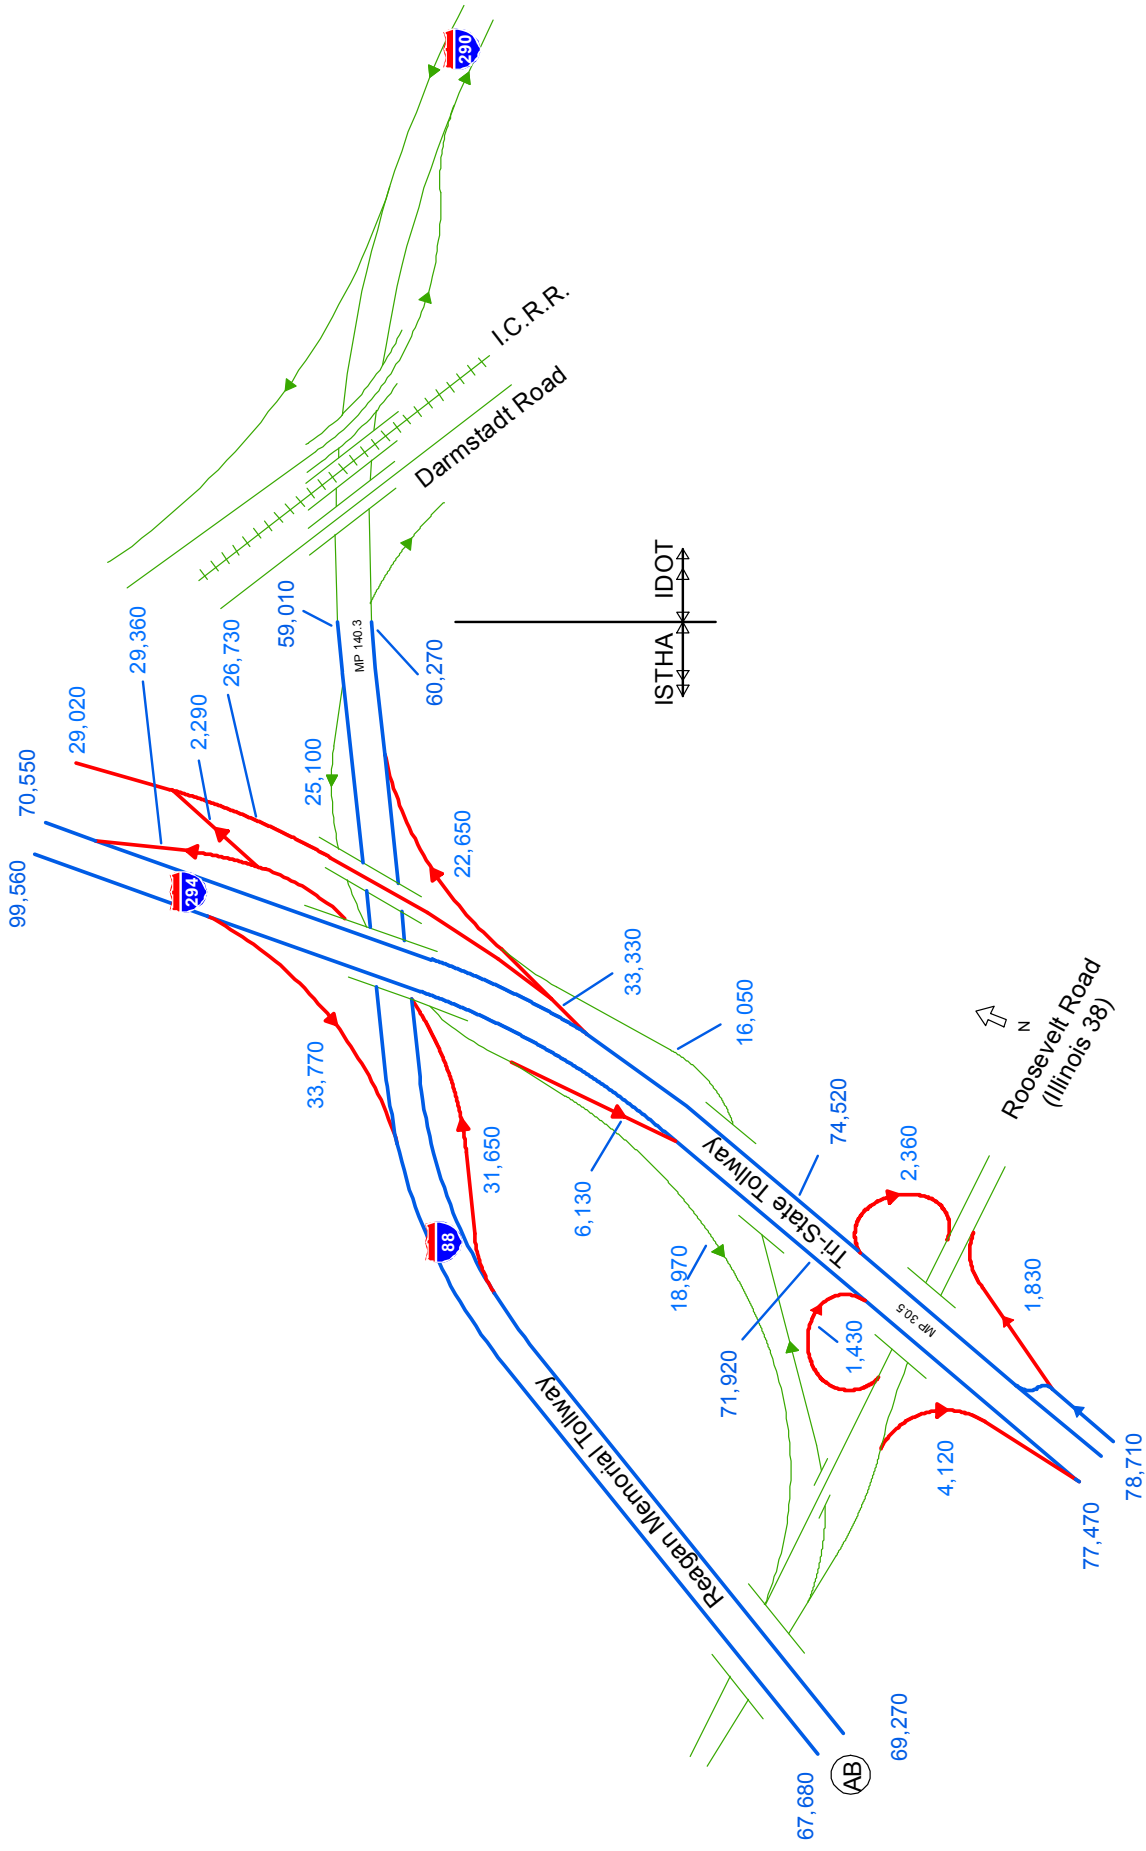 290
I.C.R.R.
Darmstadt Road
29,360
59,010
26,730
MP 140.3
2,290
60,270
ISTHA
IDOT
29,020
70,550
25,100
99,560
294
22,650
33,330
33,770
16,050
N
Roosevelt Road
(Illinois 38)
31,650
6,130
74,520
Tri-State Tollway
2,360
88
18,970
71,920
1,430
MP 30.5
1,830
Reagan Memorial Tollway
4,120
78,710
77,470
69,270
67,680
AB